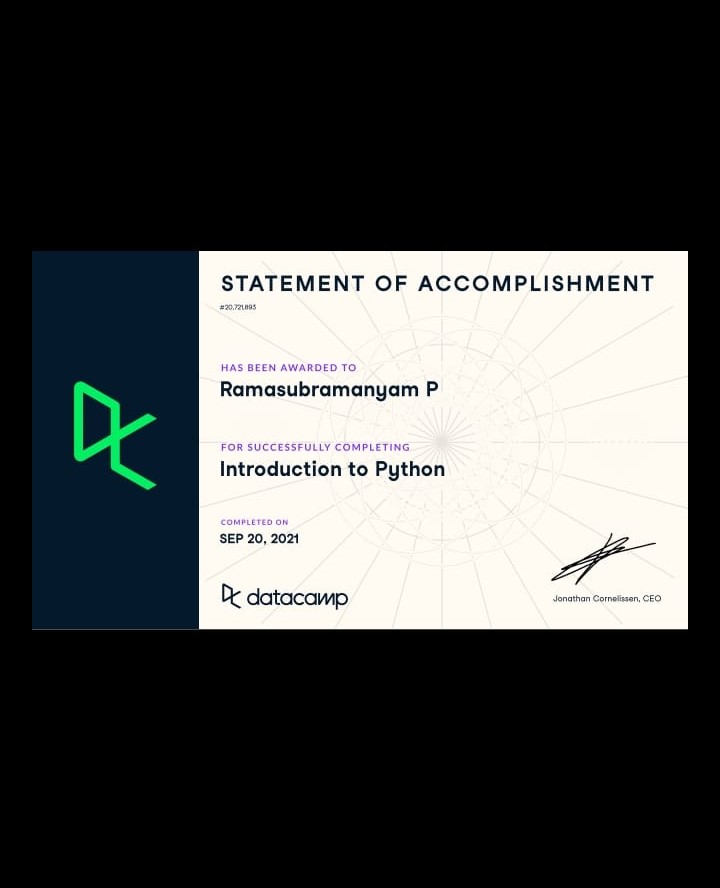 STATEMENT OF ACCOMPLISHMENT
#20,721,893
HAS BEEN AWARDED TO
Ramasubramanyam P
FOR SUCCESSFULLY COMPLETING
Introduction to Python
COMPLETED ON
SEP 20, 2021
datacamp
Jonathan Cornelissen, CEO